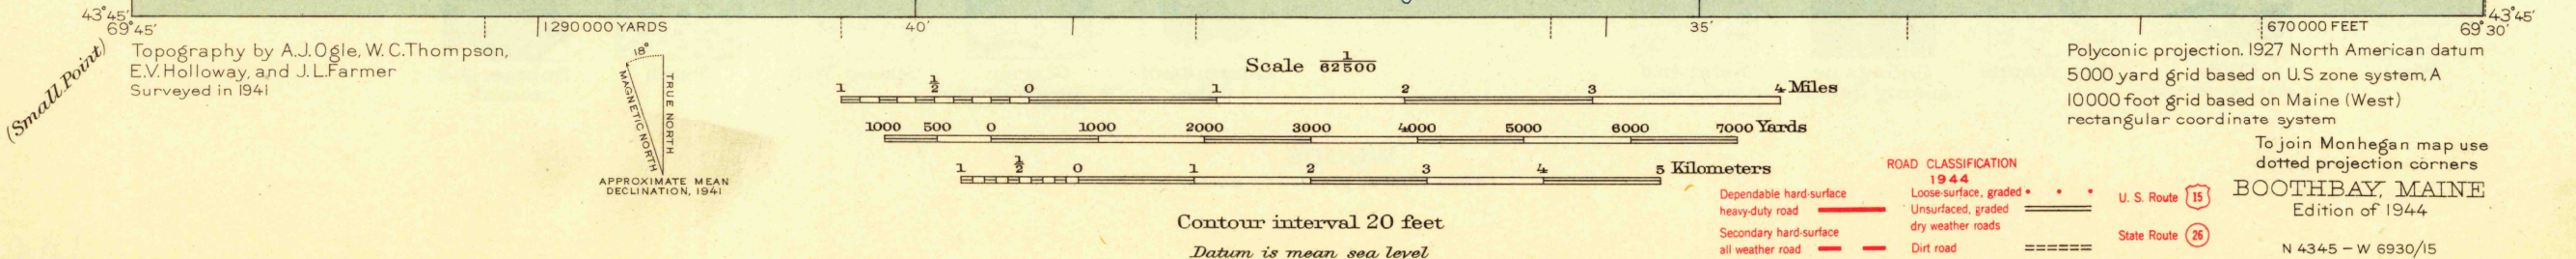 43°45'
69°45'
1290000 YARDS
40'
35'
670000 FEET
43°45'
69°30'
(Small Point)
Topography by A.J.Ogle, W.C.Thompson,
E.V.Holloway, and J.L.Farmer
Surveyed in 1941
18°
MAGNETIC NORTH
TRUE NORTH
APPROXIMATE MEAN
DECLINATION, 1941
Scale 1/62500
1 ½ 0 1 2 3 4 Miles
1000 500 0 1000 2000 3000 4000 5000 6000 7000 Yards
1 ½ 0 1 2 3 4 5 Kilometers
Contour interval 20 feet
Datum is mean sea level
ROAD CLASSIFICATION
1944
Dependable hard-surface
heavy-duty road
Secondary hard-surface
all weather road
Loose-surface, graded
Unsurfaced, graded
dry weather roads
Dirt road
U. S. Route 15
State Route 26
Polyconic projection. 1927 North American datum
5000 yard grid based on U.S zone system, A
10000 foot grid based on Maine (West)
rectangular coordinate system
To join Monhegan map use
dotted projection corners
BOOTHBAY, MAINE
Edition of 1944
N 4345 – W 6930/15